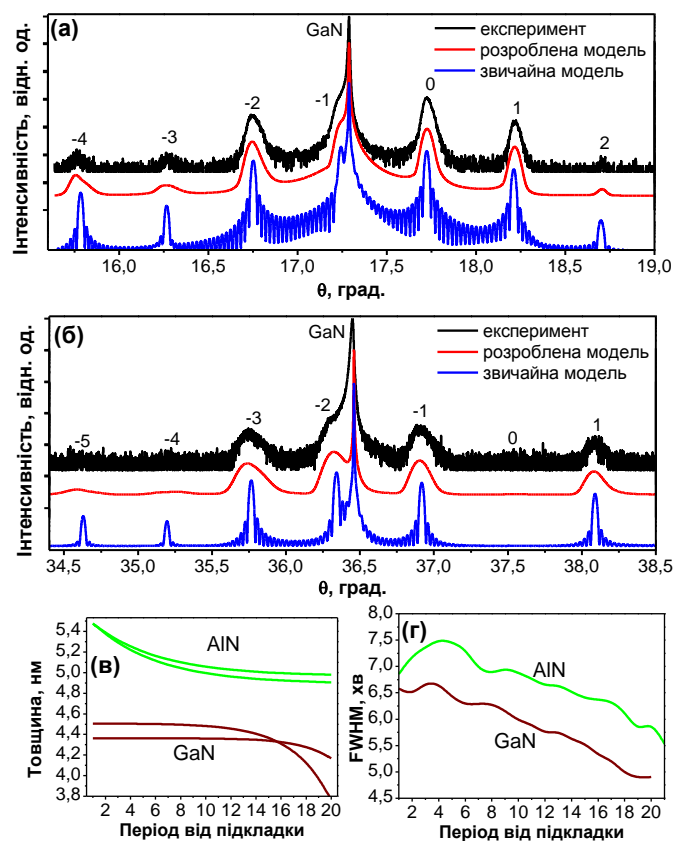 (а)
GaN
експеримент
розроблена модель
звичайна модель
-4
-3
-2
-1
0
1
2
Інтенсивність, відн. од.
16,0 16,5 17,0 17,5 18,0 18,5 19,0
θ, град.
(б)
GaN
експеримент
розроблена модель
звичайна модель
-5
-4
-3
-2
-1
0
1
Інтенсивність, відн. од.
34,5 35,0 35,5 36,0 36,5 37,0 37,5 38,0 38,5
θ, град.
(в)
AlN
GaN
Товщина, нм
5,4
5,2
5,0
4,8
4,6
4,4
4,2
4,0
3,8
2 4 6 8 10 12 14 16 18 20
Період від підкладки
(г)
AlN
GaN
FWHM, хв
8,0
7,5
7,0
6,5
6,0
5,5
5,0
4,5
2 4 6 8 10 12 14 16 18 20
Період від підкладки